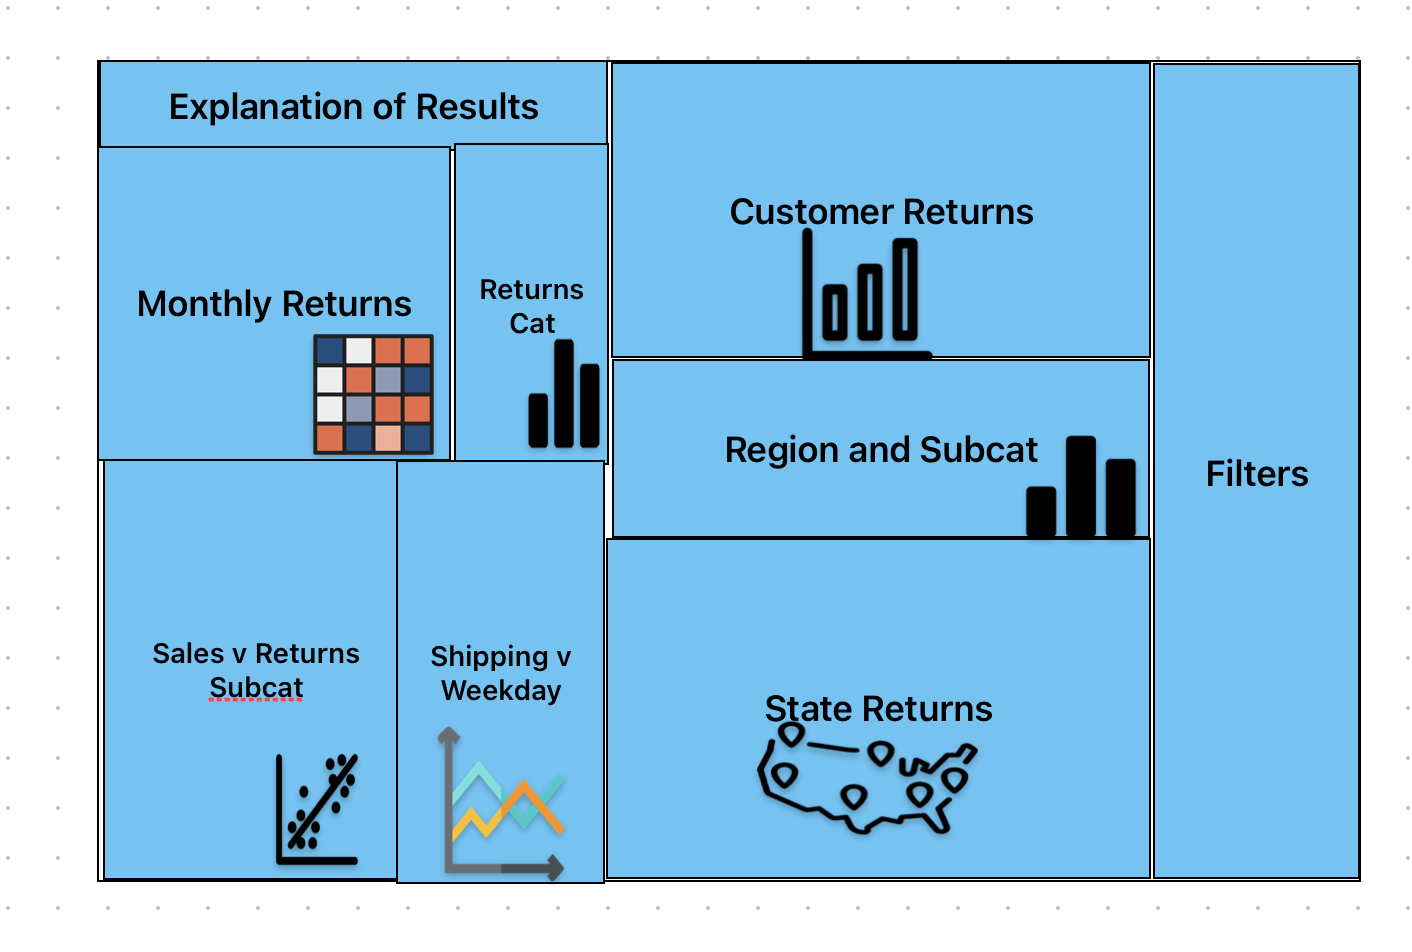 Explanation of Results
Monthly Returns
Returns
Cat
Customer Returns
Region and Subcat
Filters
Sales v Returns
Subcat
Shipping v
Weekday
State Returns